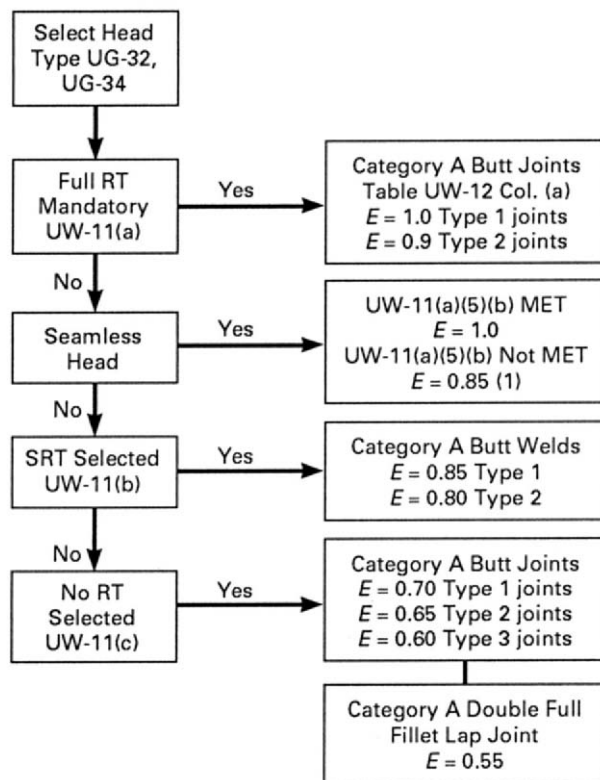 Select Head
Type UG-32,
UG-34
Full RT
Mandatory
UW-11(a)
Yes
Category A Butt Joints
Table UW-12 Col. (a)
E = 1.0 Type 1 joints
E = 0.9 Type 2 joints
No
Seamless
Head
Yes
UW-11(a)(5)(b) MET
E = 1.0
UW-11(a)(5)(b) Not MET
E = 0.85 (1)
No
SRT Selected
UW-11(b)
Yes
Category A Butt Welds
E = 0.85 Type 1
E = 0.80 Type 2
No
No RT
Selected
UW-11(c)
Yes
Category A Butt Joints
E = 0.70 Type 1 joints
E = 0.65 Type 2 joints
E = 0.60 Type 3 joints
Category A Double Full
Fillet Lap Joint
E = 0.55